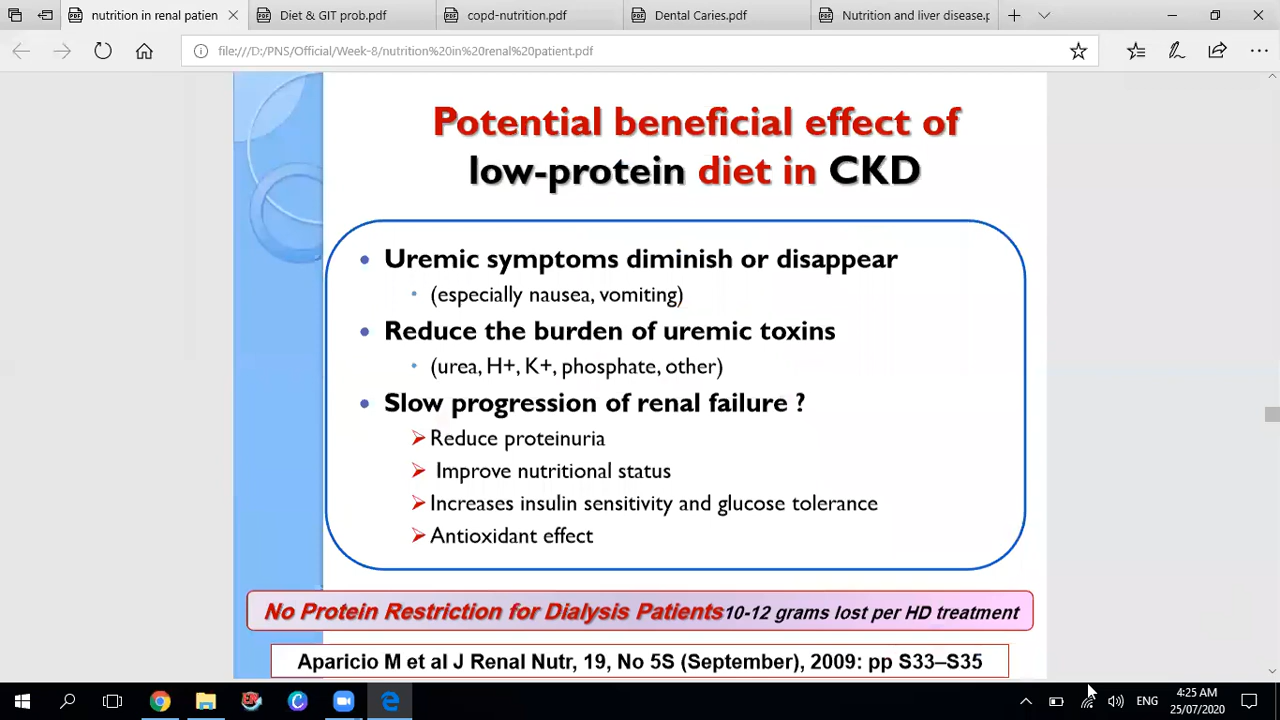 nutrition in renal patien
Diet & GIT prob.pdf
copd-nutrition.pdf
Dental Caries.pdf
Nutrition and liver disease.p
file:///D:/PNS/Official/Week-8/nutrition%20in%20renal%20patient.pdf
Potential beneficial effect of
low-protein diet in CKD
• Uremic symptoms diminish or disappear
• (especially nausea, vomiting)
• Reduce the burden of uremic toxins
• (urea, H+, K+, phosphate, other)
• Slow progression of renal failure ?
➢ Reduce proteinuria
➢ Improve nutritional status
➢ Increases insulin sensitivity and glucose tolerance
➢ Antioxidant effect
No Protein Restriction for Dialysis Patients 10-12 grams lost per HD treatment
Aparicio M et al J Renal Nutr, 19, No 5S (September), 2009: pp S33–S35
ENG
4:25 AM
25/07/2020